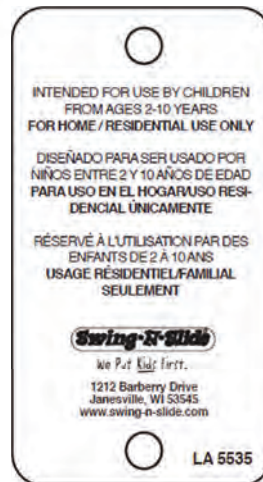 INTENDED FOR USE BY CHILDREN
FROM AGES 2-10 YEARS
FOR HOME / RESIDENTIAL USE ONLY
DISEÑADO PARA SER USADO POR
NIÑOS ENTRE 2 Y 10 AÑOS DE EDAD
PARA USO EN EL HOGAR/USO RESI-
DENCIAL ÚNICAMENTE
RÉSERVÉ À L'UTILISATION PAR DES
ENFANTS DE 2 À 10 ANS
USAGE RÉSIDENTIEL/FAMILIAL
SEULEMENT
Swing-N-Slide
We Put Kids First.
1212 Barberry Drive
Janesville, WI 53545
www.swing-n-slide.com
LA 5535